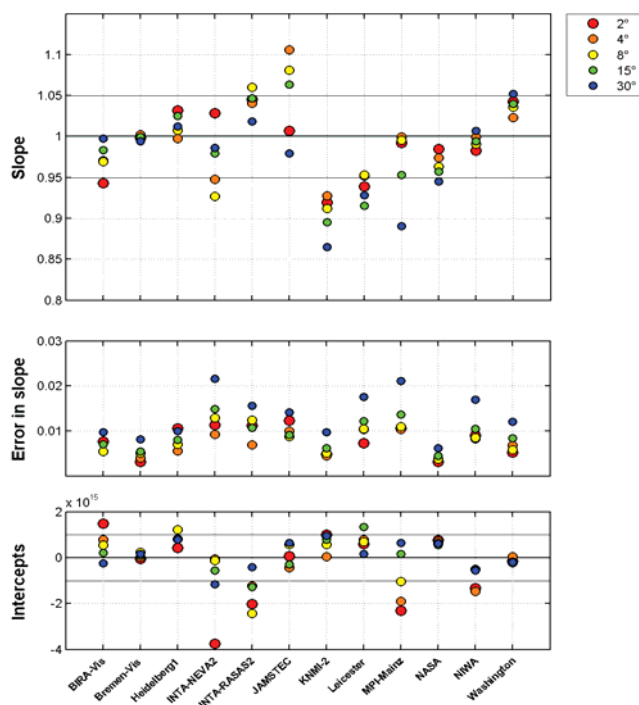 2°
4°
8°
15°
30°
Slope
1.1
1.05
1
0.95
0.9
0.85
0.8
Error in slope
0.03
0.02
0.01
x 10^15
Intercepts
2
0
-2
-4
BIRA-Vis
Bremen-Vis
Heidelberg1
INTA-NEVA2
INTA-RASAS2
JAMSTEC
KNMI-2
Leicester
MPI-Mainz
NASA
NIWA
Washington